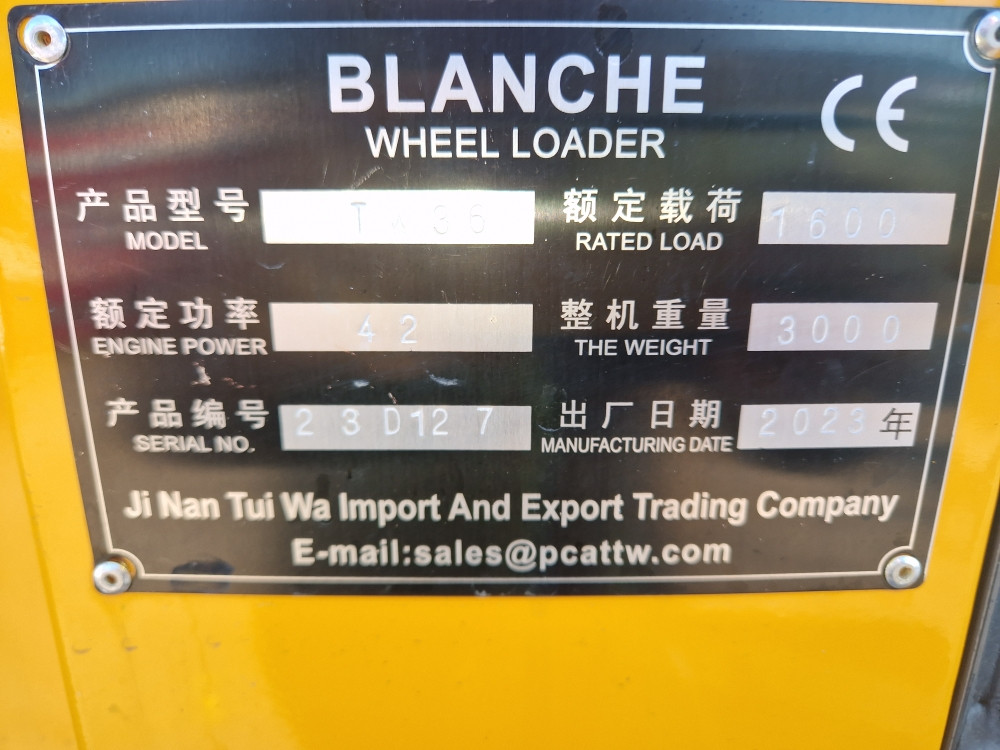 BLANCHE
CE
WHEEL LOADER
产品型号 TW36 额定载荷 1600
MODEL RATED LOAD
额定功率 42 整机重量 3000
ENGINE POWER THE WEIGHT
产品编号 23D127 出厂日期 2023年
SERIAL NO. MANUFACTURING DATE
Ji Nan Tui Wa Import And Export Trading Company
E-mail:sales@pcattw.com